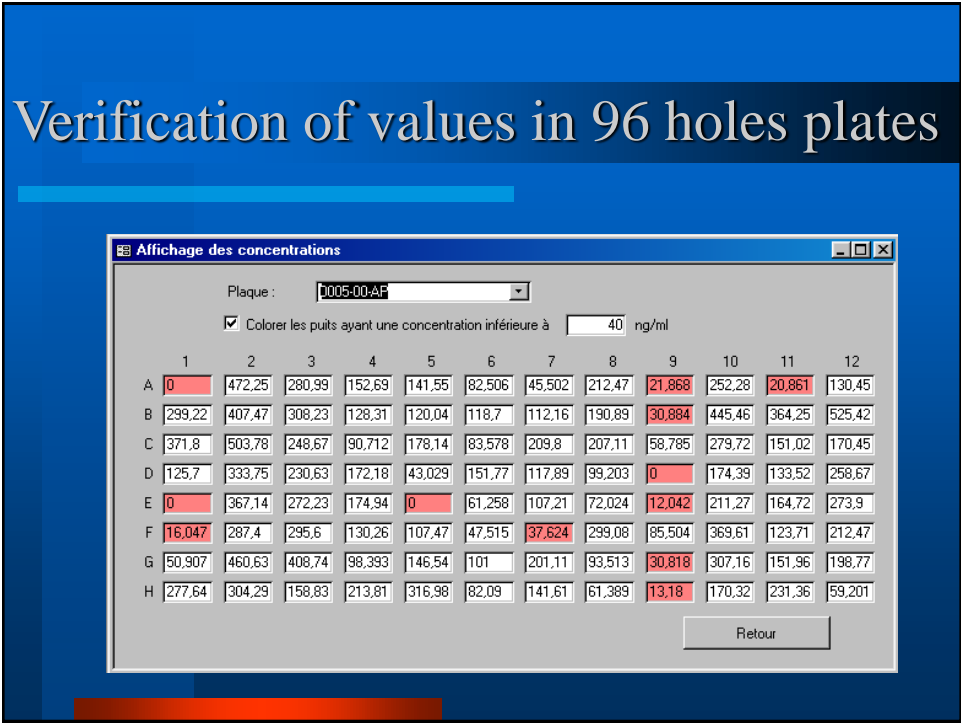 Verification of values in 96 holes plates
Affichage des concentrations
Plaque : D005-00-AP
Colorer les puits ayant une concentration inférieure à 40 ng/ml
1 2 3 4 5 6 7 8 9 10 11 12
A 0 472,25 280,99 152,69 141,55 82,506 45,502 212,47 21,868 252,28 20,861 130,45
B 299,22 407,47 308,23 128,31 120,04 118,7 112,16 190,89 30,884 445,46 364,25 525,42
C 371,8 503,78 248,67 90,712 178,14 83,578 209,8 207,11 58,785 279,72 151,02 170,45
D 125,7 333,75 230,63 172,18 43,029 151,77 117,89 99,203 0 174,39 133,52 258,67
E 0 367,14 272,23 174,94 0 61,258 107,21 72,024 12,042 211,27 164,72 273,9
F 16,047 287,4 295,6 130,26 107,47 47,515 37,624 299,08 85,504 369,61 123,71 212,47
G 50,907 460,63 408,74 98,393 146,54 101 201,11 93,513 30,818 307,16 151,96 198,77
H 277,64 304,29 158,83 213,81 316,98 82,09 141,61 61,389 13,18 170,32 231,36 59,201
Retour